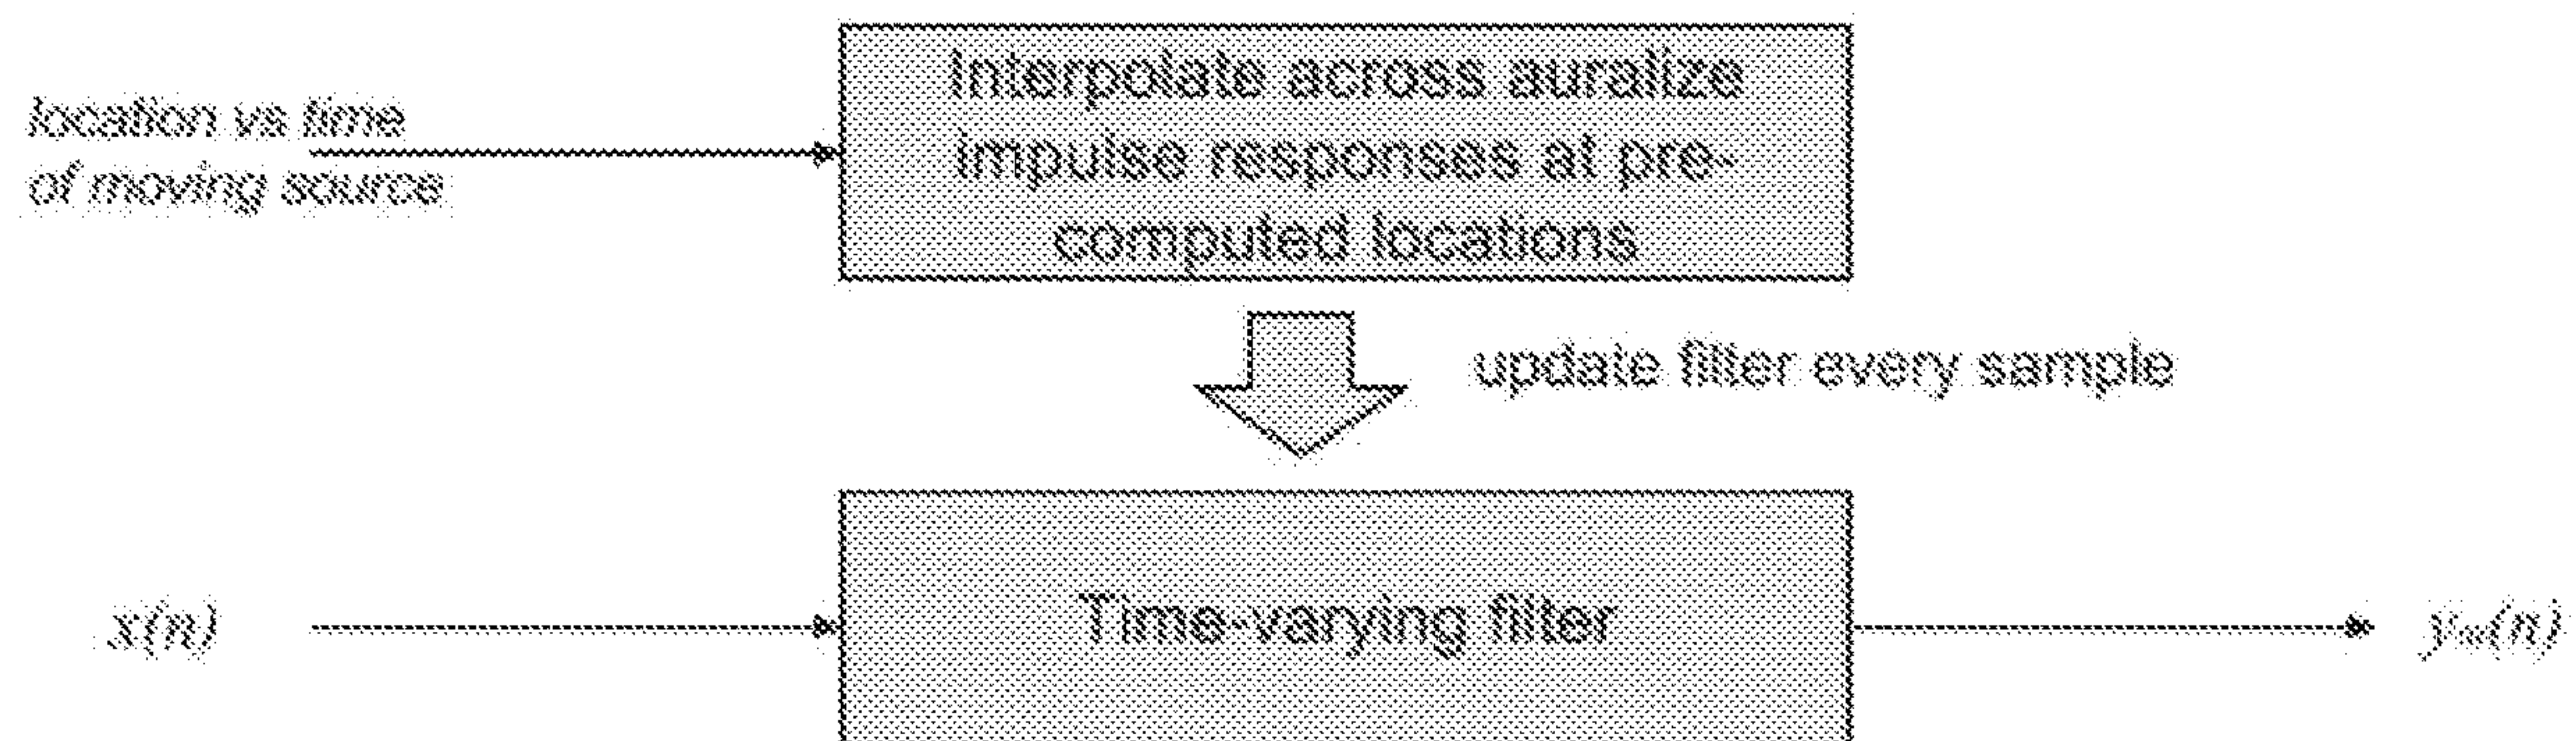 location vs time
of moving source
Interpolate across auralize
impulse responses at pre-
computed locations
update filter every sample
x(n)
Time-varying filter
(n)